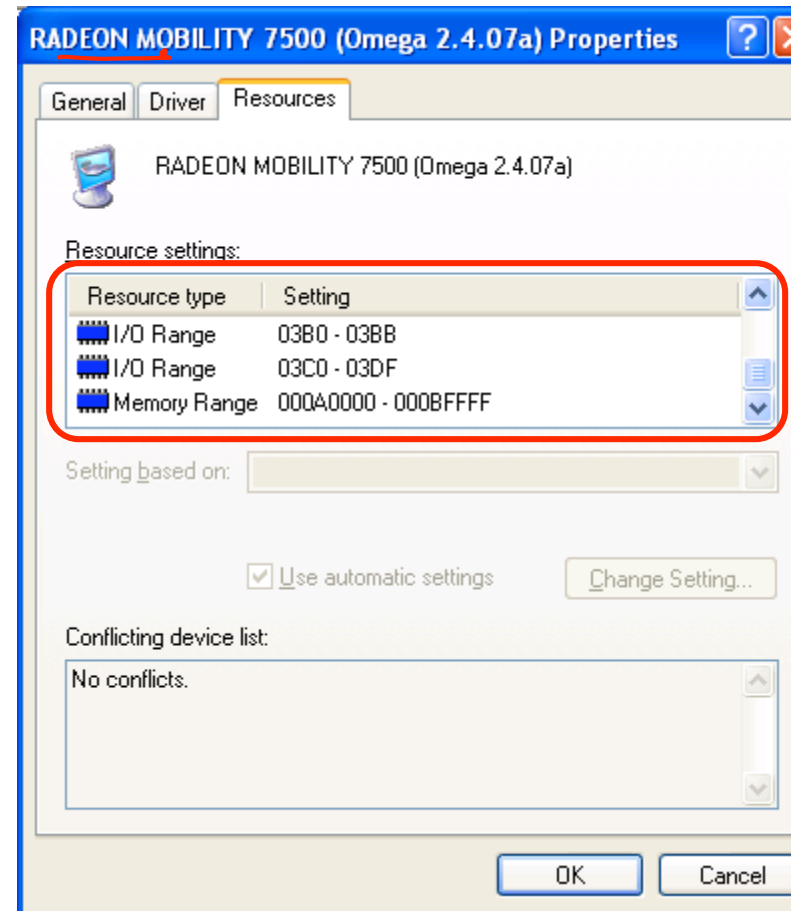 RADEON MOBILITY 7500 (Omega 2.4.07a) Properties
General Driver Resources
RADEON MOBILITY 7500 (Omega 2.4.07a)
Resource settings:
Resource type Setting
I/O Range 03B0 - 03BB
I/O Range 03C0 - 03DF
Memory Range 000A0000 - 000BFFFF
Setting based on:
Use automatic settings Change Setting...
Conflicting device list:
No conflicts.
OK Cancel